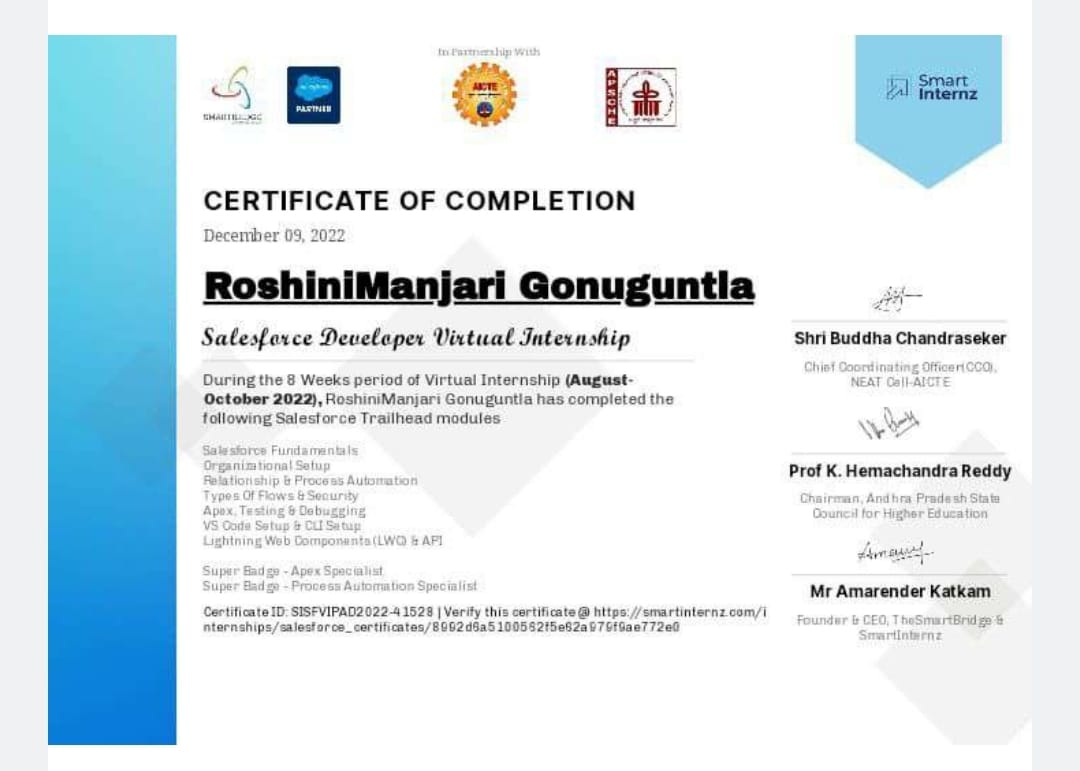 In Partnership With
SMARTBRIDGE
PARTNER
AICTE
APSCHE
Smart
Internz
CERTIFICATE OF COMPLETION
December 09, 2022
RoshiniManjari Gonuguntla
Salesforce Developer Virtual Internship
During the 8 Weeks period of Virtual Internship (August-
October 2022), RoshiniManjari Gonuguntla has completed the
following Salesforce Trailhead modules
Salesforce Fundamentals
Organizational Setup
Relationship & Process Automation
Types Of Flows & Security
Apex, Testing & Debugging
VS Code Setup & CLI Setup
Lightning Web Components(LWC) & API
Super Badge - Apex Specialist
Super Badge - Process Automation Specialist
Certificate ID: SISFVIPAD2022-41528 | Verify this certificate @ https://smartinternz.com/i
nternships/salesforce_certificates/8992d6a5100562f5e62a979f9ae772e0
Shri Buddha Chandraseker
Chief Coordinating Officer(CCO),
NEAT Cell-AICTE
Prof K. Hemachandra Reddy
Chairman, Andhra Pradesh State
Council for Higher Education
Mr Amarender Katkam
Founder & CEO, TheSmartBridge &
SmartInternz